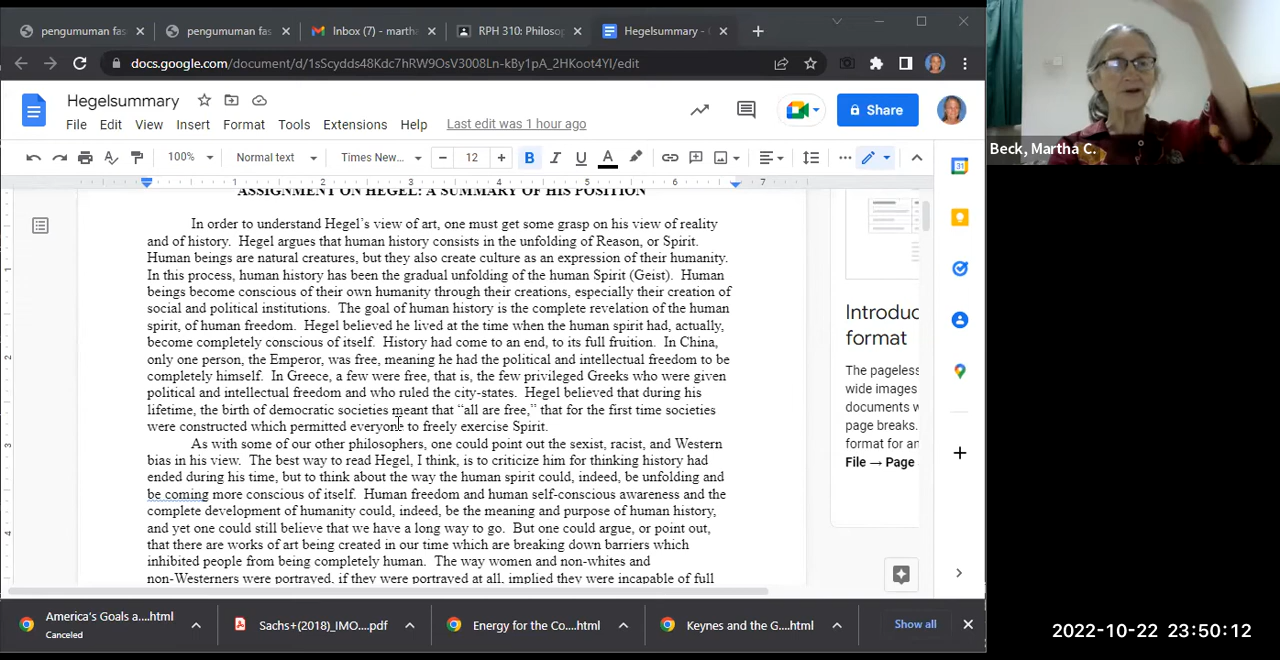 pengumuman fas
pengumuman fas
Inbox (7) - marth
RPH 310: Philosop
Hegelsummary - G
docs.google.com/document/d/1sScydds48Kdc7hRW9OsV3008Ln-kBy1pA_2HKoot4YI/edit
Hegelsummary
File Edit View Insert Format Tools Extensions Help Last edit was 1 hour ago
Share
100% Normal text Times New... 12 B I U A
1 2 3 4 5 6 7
ASSIGNMENT ON HEGEL: A SUMMARY OF HIS POSITION
In order to understand Hegel's view of art, one must get some grasp on his view of reality
and of history. Hegel argues that human history consists in the unfolding of Reason, or Spirit.
Human beings are natural creatures, but they also create culture as an expression of their humanity.
In this process, human history has been the gradual unfolding of the human Spirit (Geist). Human
beings become conscious of their own humanity through their creations, especially their creation of
social and political institutions. The goal of human history is the complete revelation of the human
spirit, of human freedom. Hegel believed he lived at the time when the human spirit had, actually,
become completely conscious of itself. History had come to an end, to its full fruition. In China,
only one person, the Emperor, was free, meaning he had the political and intellectual freedom to be
completely himself. In Greece, a few were free, that is, the few privileged Greeks who were given
political and intellectual freedom and who ruled the city-states. Hegel believed that during his
lifetime, the birth of democratic societies meant that “all are free,” that for the first time societies
were constructed which permitted everyone to freely exercise Spirit.
As with some of our other philosophers, one could point out the sexist, racist, and Western
bias in his view. The best way to read Hegel, I think, is to criticize him for thinking history had
ended during his time, but to think about the way the human spirit could, indeed, be unfolding and
be coming more conscious of itself. Human freedom and human self-conscious awareness and the
complete development of humanity could, indeed, be the meaning and purpose of human history,
and yet one could still believe that we have a long way to go. But one could argue, or point out,
that there are works of art being created in our time which are breaking down barriers which
inhibited people from being completely human. The way women and non-whites and
non-Westerners were portrayed, if they were portrayed at all, implied they were incapable of full
1
2
3
4
Introduc
format
The pageless
wide images
documents w
page breaks.
format for an
File → Page
31
America's Goals a....html
Canceled
Sachs+(2018)_IMO....pdf
Energy for the Co....html
Keynes and the G....html
Show all
Beck, Martha C.
2022-10-22 23:50:12